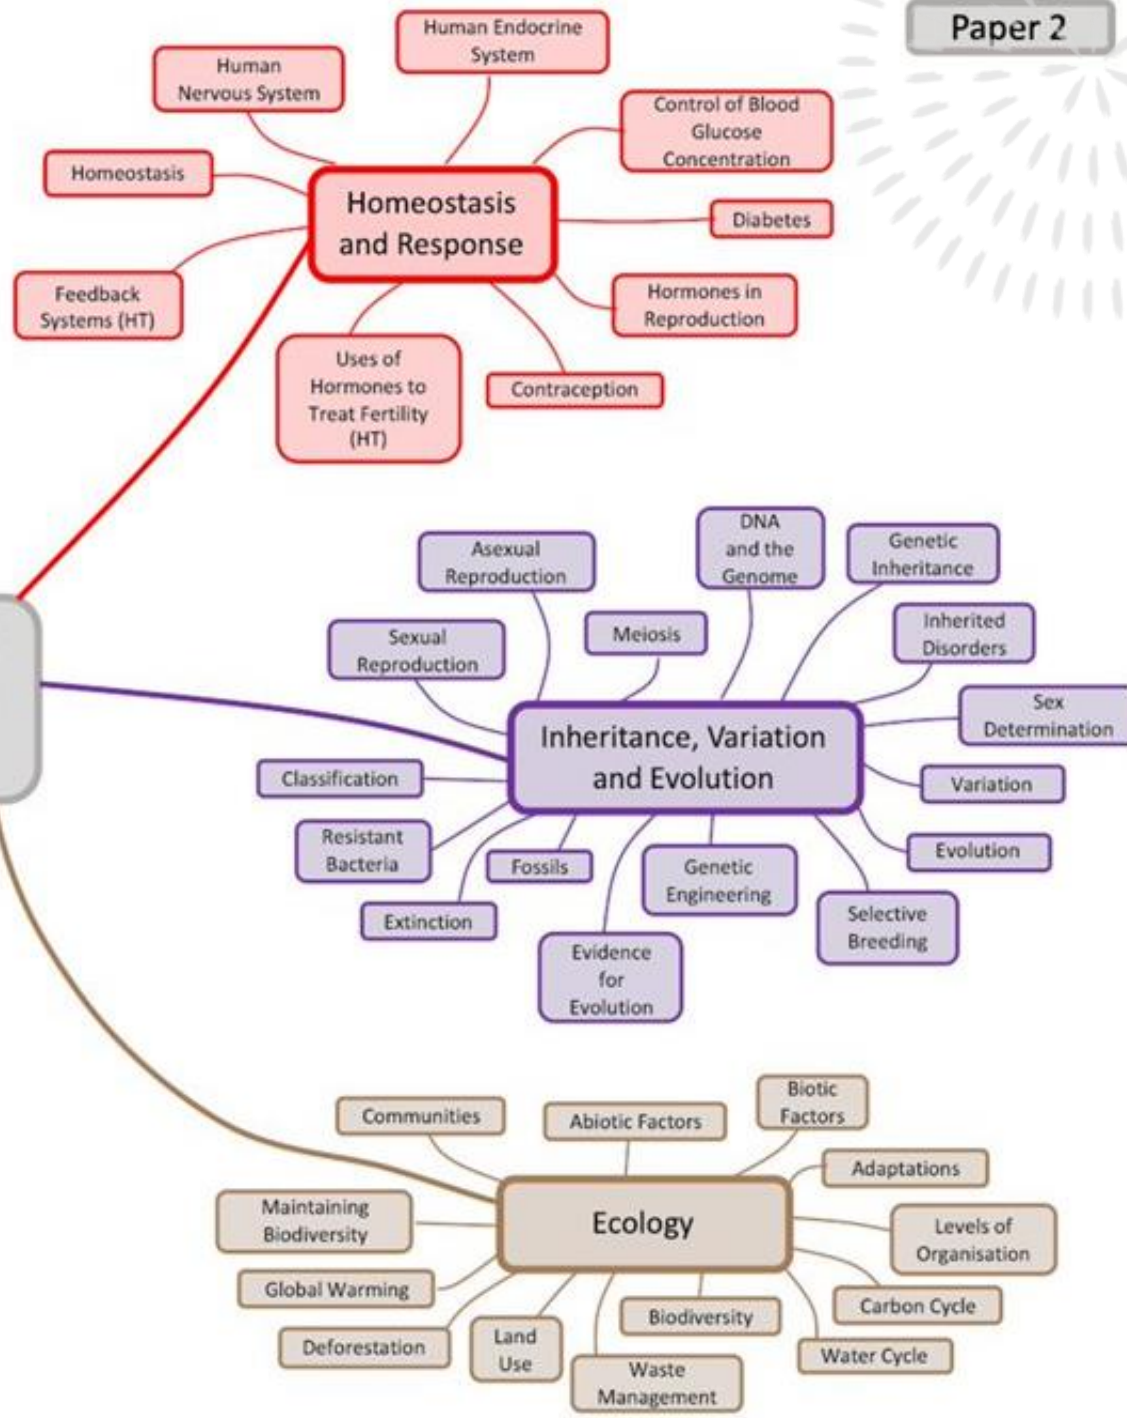 Paper 2
Human Endocrine
System
Human
Nervous System
Control of Blood
Glucose
Concentration
Homeostasis
Homeostasis
and Response
Diabetes
Feedback
Systems (HT)
Hormones in
Reproduction
Uses of
Hormones to
Treat Fertility
(HT)
Contraception
DNA
and the
Genome
Asexual
Reproduction
Genetic
Inheritance
Sexual
Reproduction
Meiosis
Inherited
Disorders
Sex
Determination
Inheritance, Variation
and Evolution
Classification
Variation
Resistant
Bacteria
Fossils
Genetic
Engineering
Evolution
Extinction
Selective
Breeding
Evidence
for
Evolution
Communities
Abiotic Factors
Biotic
Factors
Adaptations
Maintaining
Biodiversity
Ecology
Levels of
Organisation
Global Warming
Biodiversity
Carbon Cycle
Deforestation
Land
Use
Waste
Management
Water Cycle